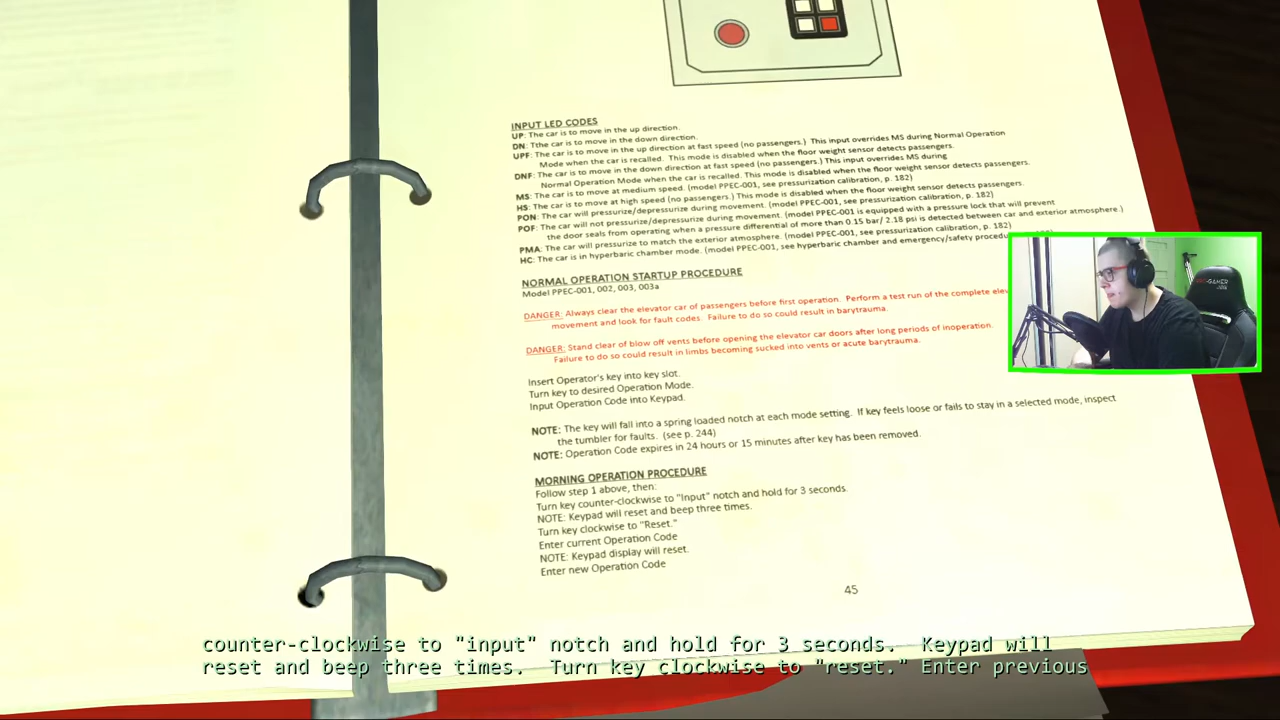 INPUT LED CODES
UP: The car is to move in the up direction.
DN: Tthe car is to move in the down direction.
UPF: The car is to move in the up direction at fast speed (no passengers.) This input overrides MS during Normal Operation
Mode when the car is recalled. This mode is disabled when the floor weight sensor detects passengers.
DNF: The car is to move in the down direction at fast speed (no passengers.) This input overrides MS during
Normal Operation Mode when the car is recalled. This mode is disabled when the floor weight sensor detects passengers.
MS: The car is to move at medium speed. (model PPEC-001, see pressurization calibration, p. 182)
HS: The car is to move at high speed (no passengers.) This mode is disabled when the floor weight sensor detects passengers.
PON: The car will pressurize/depressurize during movement. (model PPEC-001, see pressurization calibration, p. 182)
POF: The car will not pressurize/depressurize during movement. (model PPEC-001 is equipped with a pressure lock that will prevent
the door seals from operating when a pressure differential of more than 0.15 bar/ 2.18 psi is detected between car and exterior atmosphere.)
PMA: The car will pressurize to match the exterior atmosphere. (model PPEC-001, see pressurization calibration, p. 182)
HC: The car is in hyperbaric chamber mode. (model PPEC-001, see hyperbaric chamber and emergency/safety
NORMAL OPERATION STARTUP PROCEDURE
Model PPEC-001, 002, 003, 003a
DANGER: Always clear the elevator car of passengers before first operation. Perform a test run of the complete
movement and look for fault codes. Failure to do so could result in barytrauma.
DANGER: Stand clear of blow off vents before opening the elevator car doors after long periods of inoperation.
Failure to do so could result in limbs becoming sucked into vents or acute barytrauma.
Insert Operator's key into key slot.
Turn key to desired Operation Mode.
Input Operation Code into Keypad.
NOTE: The key will fall into a spring loaded notch at each mode setting. If key feels loose or fails to stay in a selected mode, inspect
the tumbler for faults. (see p. 244)
NOTE: Operation Code expires in 24 hours or 15 minutes after key has been removed.
MORNING OPERATION PROCEDURE
Follow step 1 above, then:
Turn key counter-clockwise to "Input" notch and hold for 3 seconds.
NOTE: Keypad will reset and beep three times.
Turn key clockwise to "Reset."
Enter current Operation Code
NOTE: Keypad display will reset.
Enter new Operation Code
45
counter-clockwise to "input" notch and hold for 3 seconds. Keypad will
reset and beep three times. Turn key clockwise to "reset." Enter previous